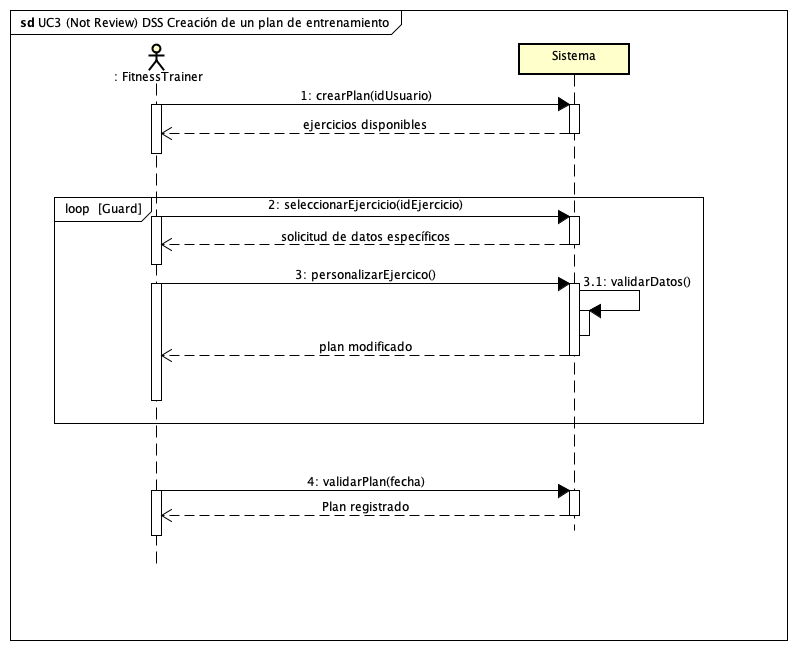 sd UC3 (Not Review) DSS Creación de un plan de entrenamiento
: FitnessTrainer
Sistema
1: crearPlan(idUsuario)
ejercicios disponibles
loop [Guard]
2: seleccionarEjercicio(idEjercicio)
solicitud de datos específicos
3: personalizarEjercico()
3.1: validarDatos()
plan modificado
4: validarPlan(fecha)
Plan registrado